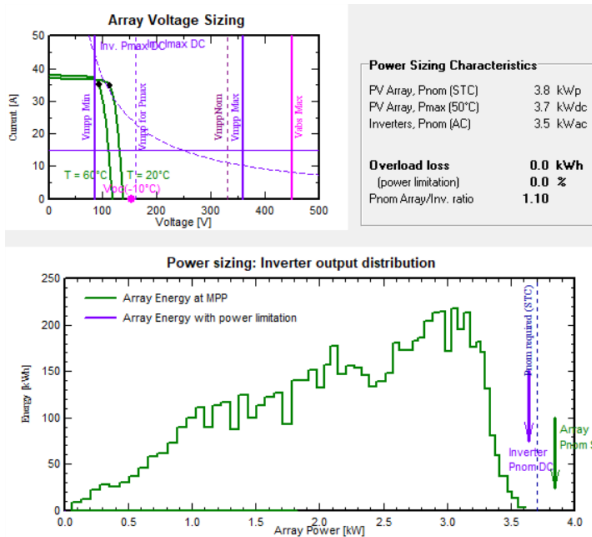 Array Voltage Sizing
50
40
30
20
10
0
0
100
200
300
400
500
Current [A]
Voltage [V]
Inv. PmaxDC
Inv. Imax DC
Vmpp Min
Vmpp for Pmax
VmppNom
Vmpp Max
Vabs Max
T = 60°C
T = 20°C
Voc(-10°C)
Power Sizing Characteristics
PV Array, Pnom (STC) 3.8 kWp
PV Array, Pmax (50°C) 3.7 kWdc
Inverters, Pnom (AC) 3.5 kWac
Overload loss 0.0 kWh
(power limitation) 0.0 %
Pnom Array/Inv. ratio 1.10
Power sizing: Inverter output distribution
250
200
150
100
50
0
0.0
0.5
1.0
1.5
2.0
2.5
3.0
3.5
4.0
Energy [kWh]
Array Power [kW]
Array Energy at MPP
Array Energy with power limitation
Pnom required (STC)
Inverter
Pnom DC
Array
Pnom S